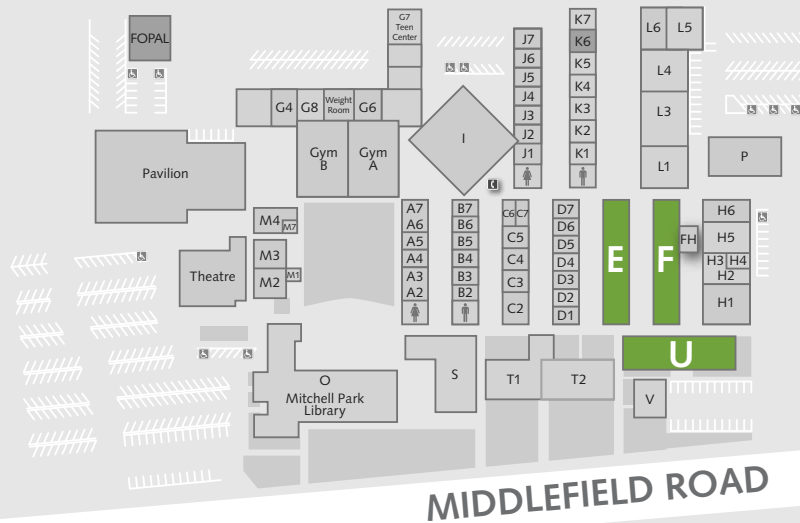 G7
Teen
Center
FOPAL
K7
K6
K5
K4
K3
K2
K1
L6
L5
L4
L3
L1
J7
J6
J5
J4
J3
J2
J1
G4
G8
Weight
Room
G6
Gym
B
Gym
A
I
P
Pavilion
M4
M7
M3
M2
M1
Theatre
A7
A6
A5
A4
A3
A2
B7
B6
B5
B4
B3
B2
C6
C7
C5
C4
C3
C2
D7
D6
D5
D4
D3
D2
D1
E
F
FH
H6
H5
H3
H4
H2
H1
U
O
Mitchell Park
Library
S
T1
T2
V
MIDDLEFIELD ROAD